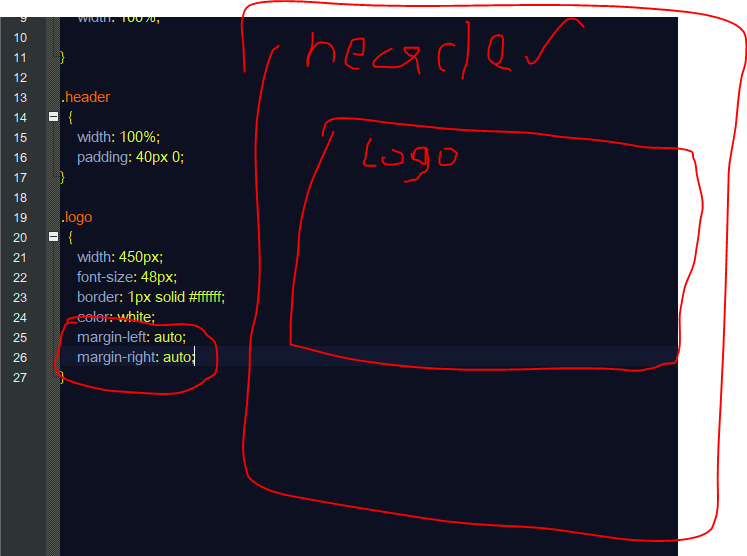 9 width: 100%;
10
11 }
12
13 .header
14 {
15 width: 100%;
16 padding: 40px 0;
17 }
18
19 .logo
20 {
21 width: 450px;
22 font-size: 48px;
23 border: 1px solid #ffffff;
24 color: white;
25 margin-left: auto;
26 margin-right: auto;
27 }
header
Logo